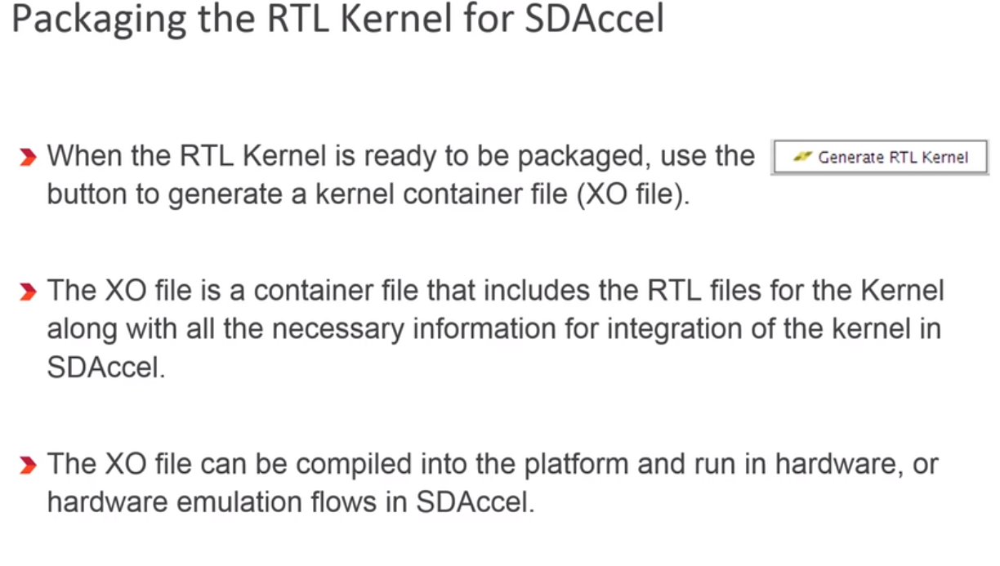 Packaging the RTL Kernel for SDAccel
When the RTL Kernel is ready to be packaged, use the
Generate RTL Kernel
button to generate a kernel container file (XO file).
The XO file is a container file that includes the RTL files for the Kernel
along with all the necessary information for integration of the kernel in
SDAccel.
The XO file can be compiled into the platform and run in hardware, or
hardware emulation flows in SDAccel.